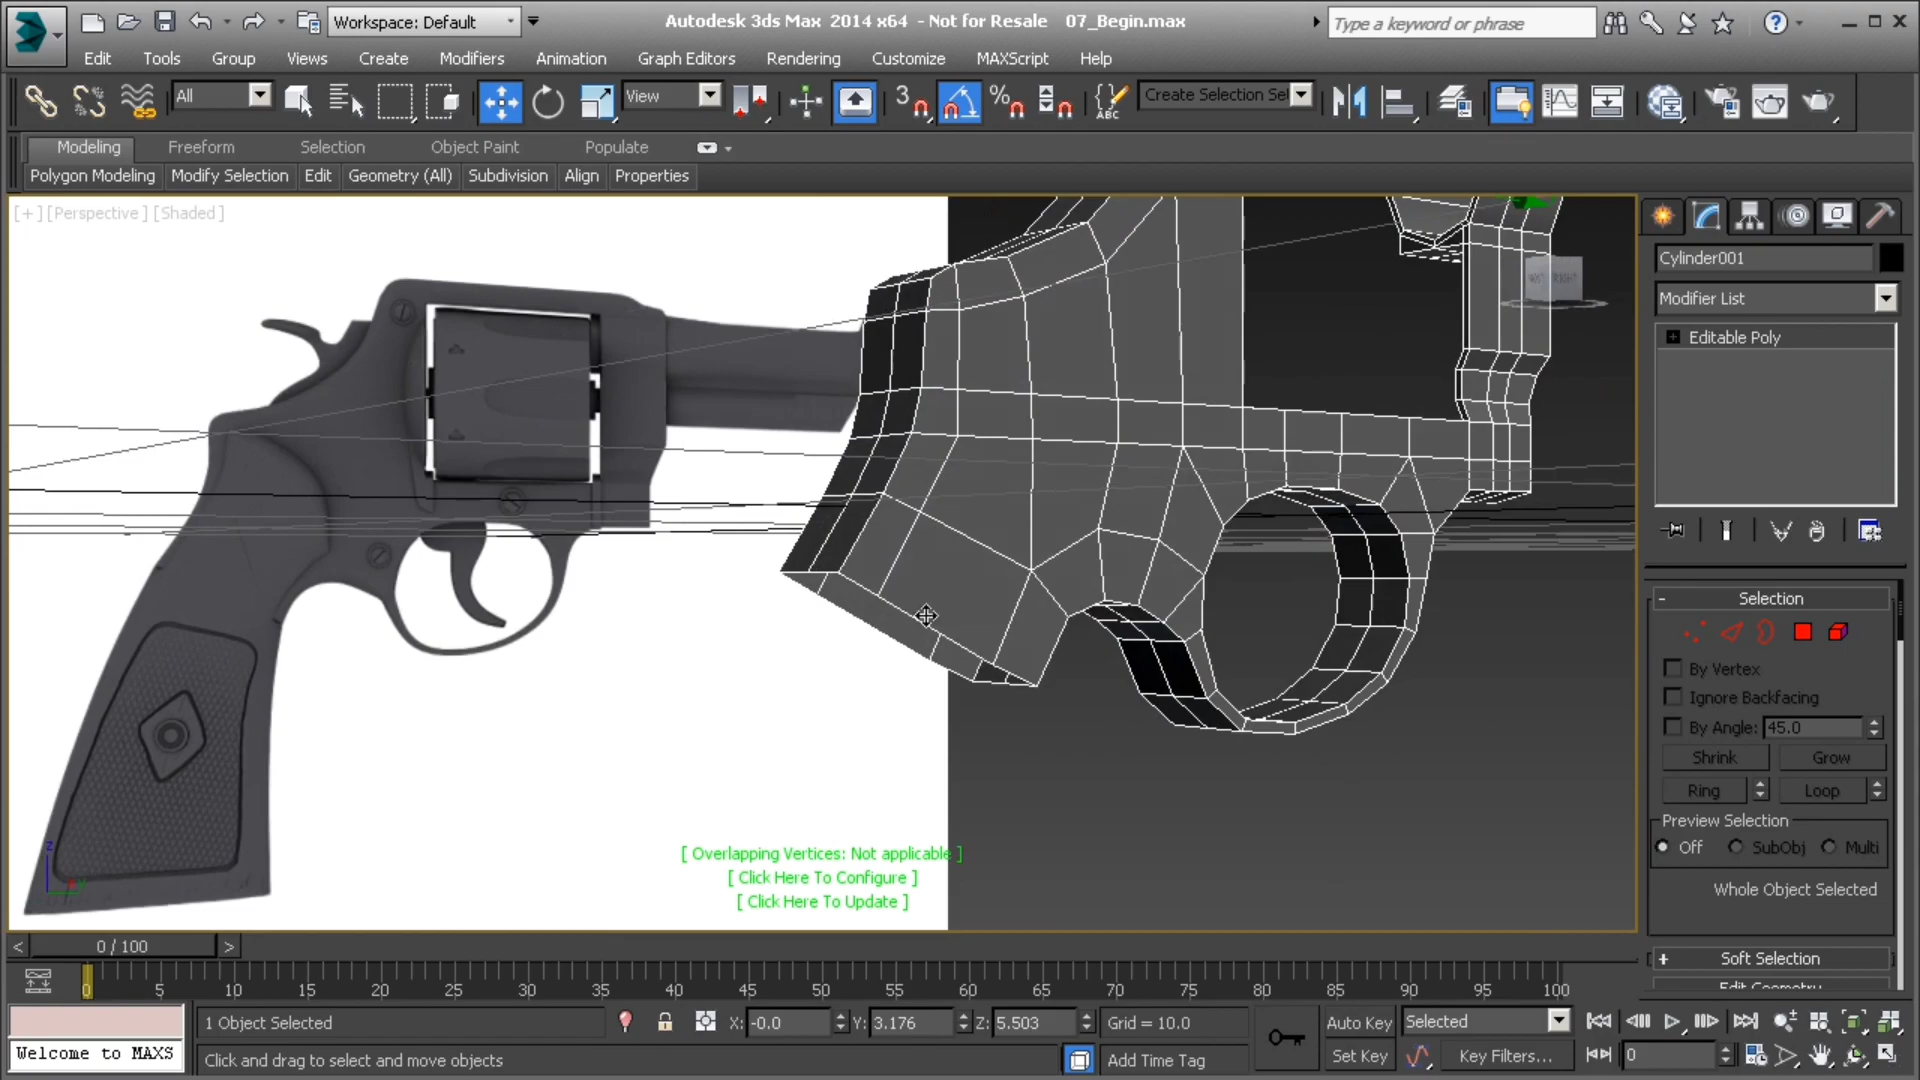 Workspace: Default
Autodesk 3ds Max 2014 x64 - Not for Resale 07_Begin.max
Type a keyword or phrase
Edit Tools Group Views Create Modifiers Animation Graph Editors Rendering Customize MAXScript Help
All
View
3
%
ABC
Create Selection Sel
Modeling Freeform Selection Object Paint Populate
Polygon Modeling Modify Selection Edit Geometry (All) Subdivision Align Properties
[+] [Perspective] [Shaded]
Cylinder001
Modifier List
Editable Poly
Selection
By Vertex
Ignore Backfacing
By Angle: 45.0
Shrink Grow
Ring Loop
Preview Selection
Off SubObj Multi
Whole Object Selected
Soft Selection
Edit Geometry
[ Overlapping Vertices: Not applicable ]
[ Click Here To Configure ]
[ Click Here To Update ]
z
< 0 / 100 >
0 5 10 15 20 25 30 35 40 45 50 55 60 65 70 75 80 85 90 95 100
1 Object Selected X: -0.0 Y: 3.176 Z: 5.503 Grid = 10.0 Auto Key Selected
Welcome to MAXS Click and drag to select and move objects Add Time Tag Set Key Key Filters... 0